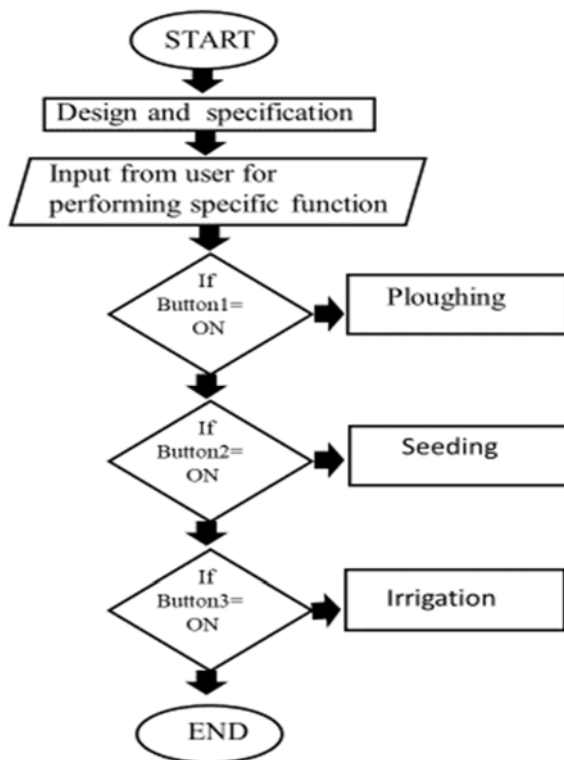 START
Design and specification
Input from user for
performing specific function
If
Button1=
ON
Ploughing
If
Button2=
ON
Seeding
If
Button3=
ON
Irrigation
END